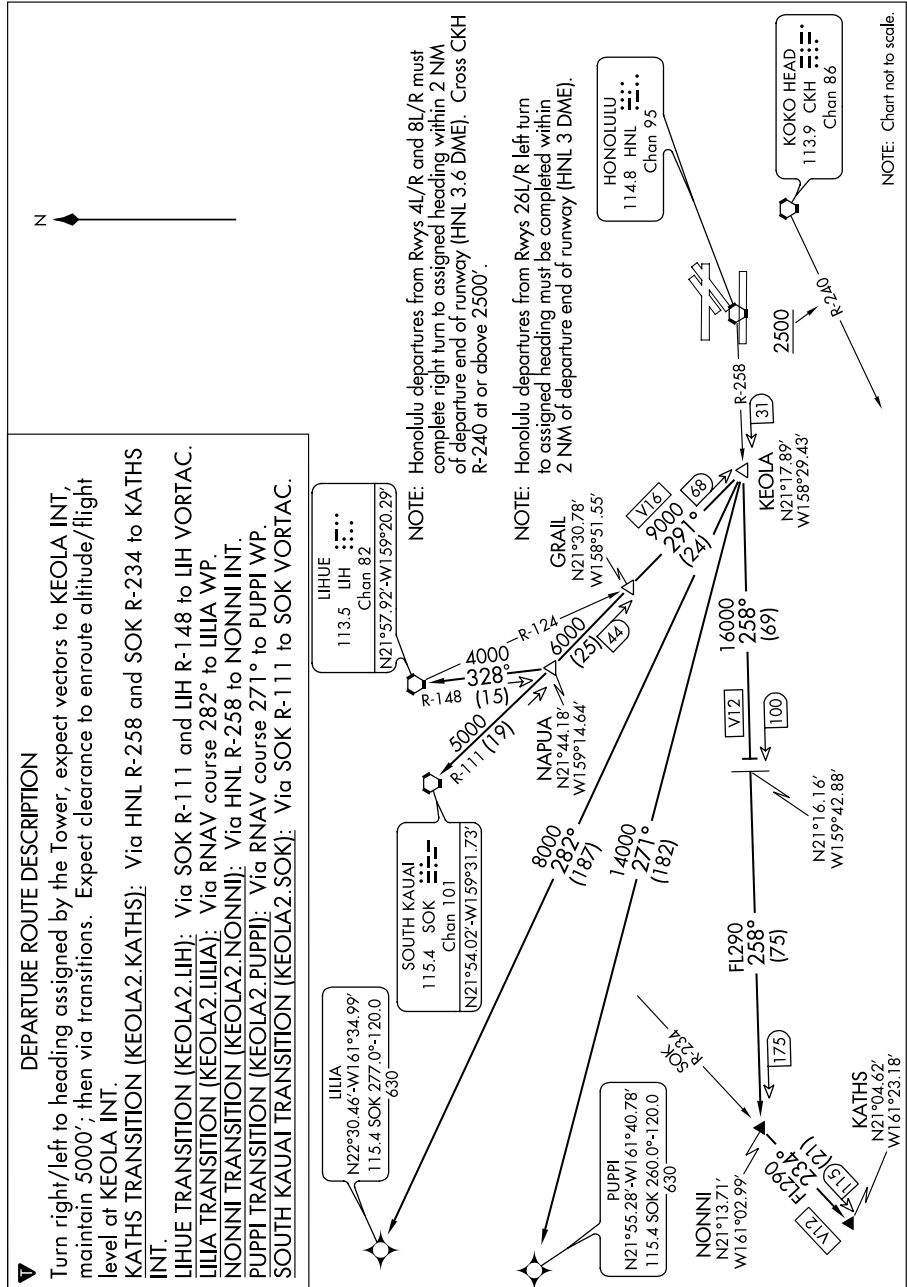 DEPARTURE ROUTE DESCRIPTION
T
Turn right/left to heading assigned by the Tower, expect vectors to KEOLA INT,
maintain 5000'; then via transitions. Expect clearance to enroute altitude/flight
level at KEOLA INT.
KATHS TRANSITION (KEOLA2.KATHS): Via HNL R-258 and SOK R-234 to KATHS
INT.
LIHUE TRANSITION (KEOLA2.LIH): Via SOK R-111 and LIH R-148 to LIH VORTAC.
LILIA TRANSITION (KEOLA2.LILIA): Via RNAV course 282° to LILIA WP.
NONNI TRANSITION (KEOLA2.NONNI): Via HNL R-258 to NONNI INT.
PUPPI TRANSITION (KEOLA2.PUPPI): Via RNAV course 271° to PUPPI WP.
SOUTH KAUAI TRANSITION (KEOLA2.SOK): Via SOK R-111 to SOK VORTAC.
N
LIHUE
113.5 LIH
Chan 82
N21°57.92'-W159°20.29'
NOTE: Honolulu departures from Rwys 4L/R and 8L/R must
complete right turn to assigned heading within 2 NM
of departure end of runway (HNL 3.6 DME). Cross CKH
R-240 at or above 2500'.
NOTE: Honolulu departures from Rwys 26L/R left turn
to assigned heading must be completed within
2 NM of departure end of runway (HNL 3 DME).
SOUTH KAUAI
115.4 SOK
Chan 101
N21°54.02'-W159°31.73'
R-148
4000
328°
(15)
R-124
5000
R-111 (19)
6000
(25)
44
NAPUA
N21°44.18'
W159°14.64'
GRAIL
N21°30.78'
W158°51.55'
V16
9000
291°
(24)
68
HONOLULU
114.8 HNL
Chan 95
LILIA
N22°30.46'-W161°34.99'
115.4 SOK 277.0°-120.0
630
8000
282°
(187)
14000
271°
(182)
PUPPI
N21°55.28'-W161°40.78'
115.4 SOK 260.0°-120.0
630
R-258
31
KEOLA
N21°17.89'
W158°29.43'
16000
258°
(69)
V12
100
N21°16.16'
W159°42.88'
FL290
258°
(75)
175
SOK
R-234
NONNI
N21°13.71'
W161°02.99'
FL290
234°
(21)
115
V12
KATHS
N21°04.62'
W161°23.18'
2500
R-240
KOKO HEAD
113.9 CKH
Chan 86
NOTE: Chart not to scale.